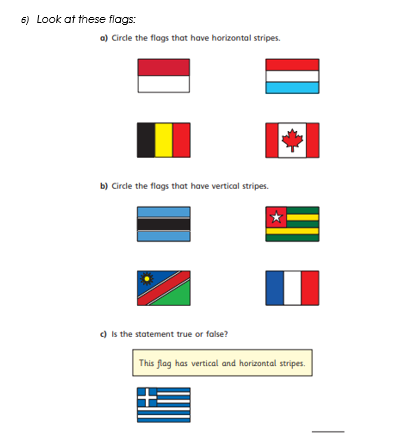 6) Look at these flags:
a) Circle the flags that have horizontal stripes.
b) Circle the flags that have vertical stripes.
c) Is the statement true or false?
This flag has vertical and horizontal stripes.